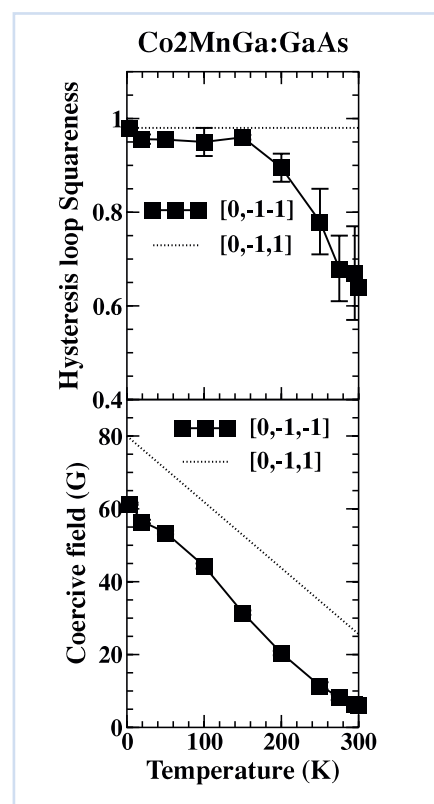 Co2MnGa:GaAs
Hysteresis loop Squareness
1
0.8
0.6
0.4
[0,-1-1]
[0,-1,1]
Coercive field (G)
80
60
40
20
0
[0,-1,-1]
[0,-1,1]
0 100 200 300
Temperature (K)